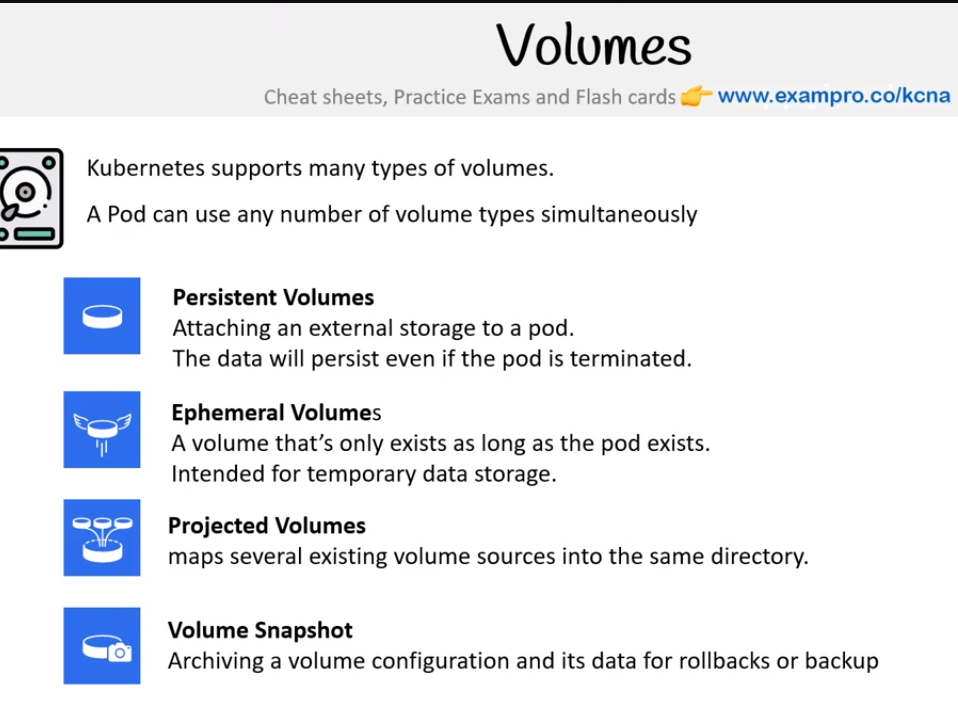 Volumes
Cheat sheets, Practice Exams and Flash cards 👉 www.exampro.co/kcna
Kubernetes supports many types of volumes.
A Pod can use any number of volume types simultaneously
Persistent Volumes
Attaching an external storage to a pod.
The data will persist even if the pod is terminated.
Ephemeral Volumes
A volume that's only exists as long as the pod exists.
Intended for temporary data storage.
Projected Volumes
maps several existing volume sources into the same directory.
Volume Snapshot
Archiving a volume configuration and its data for rollbacks or backup